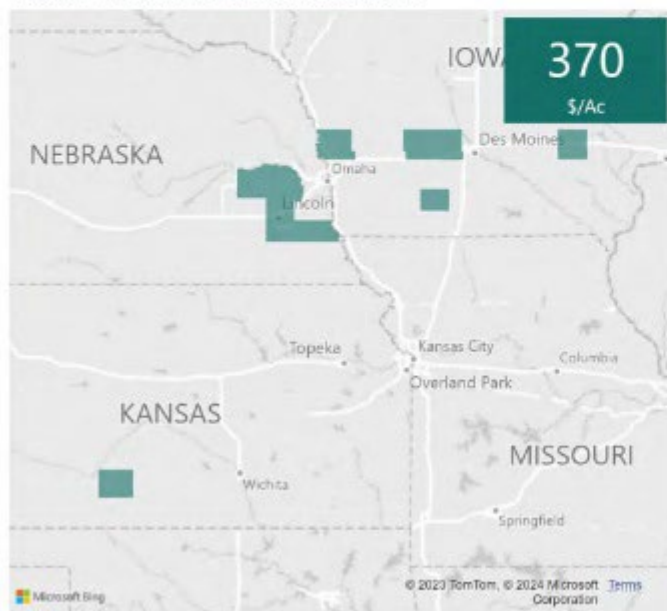 IOWA
370
$/Ac
NEBRASKA
Des Moines
Omaha
Lincoln
Topeka
Kansas City
Columbia
Overland Park
KANSAS
MISSOURI
Wichita
Springfield
Microsoft Bing
© 2023 TomTom, © 2024 Microsoft Corporation Terms